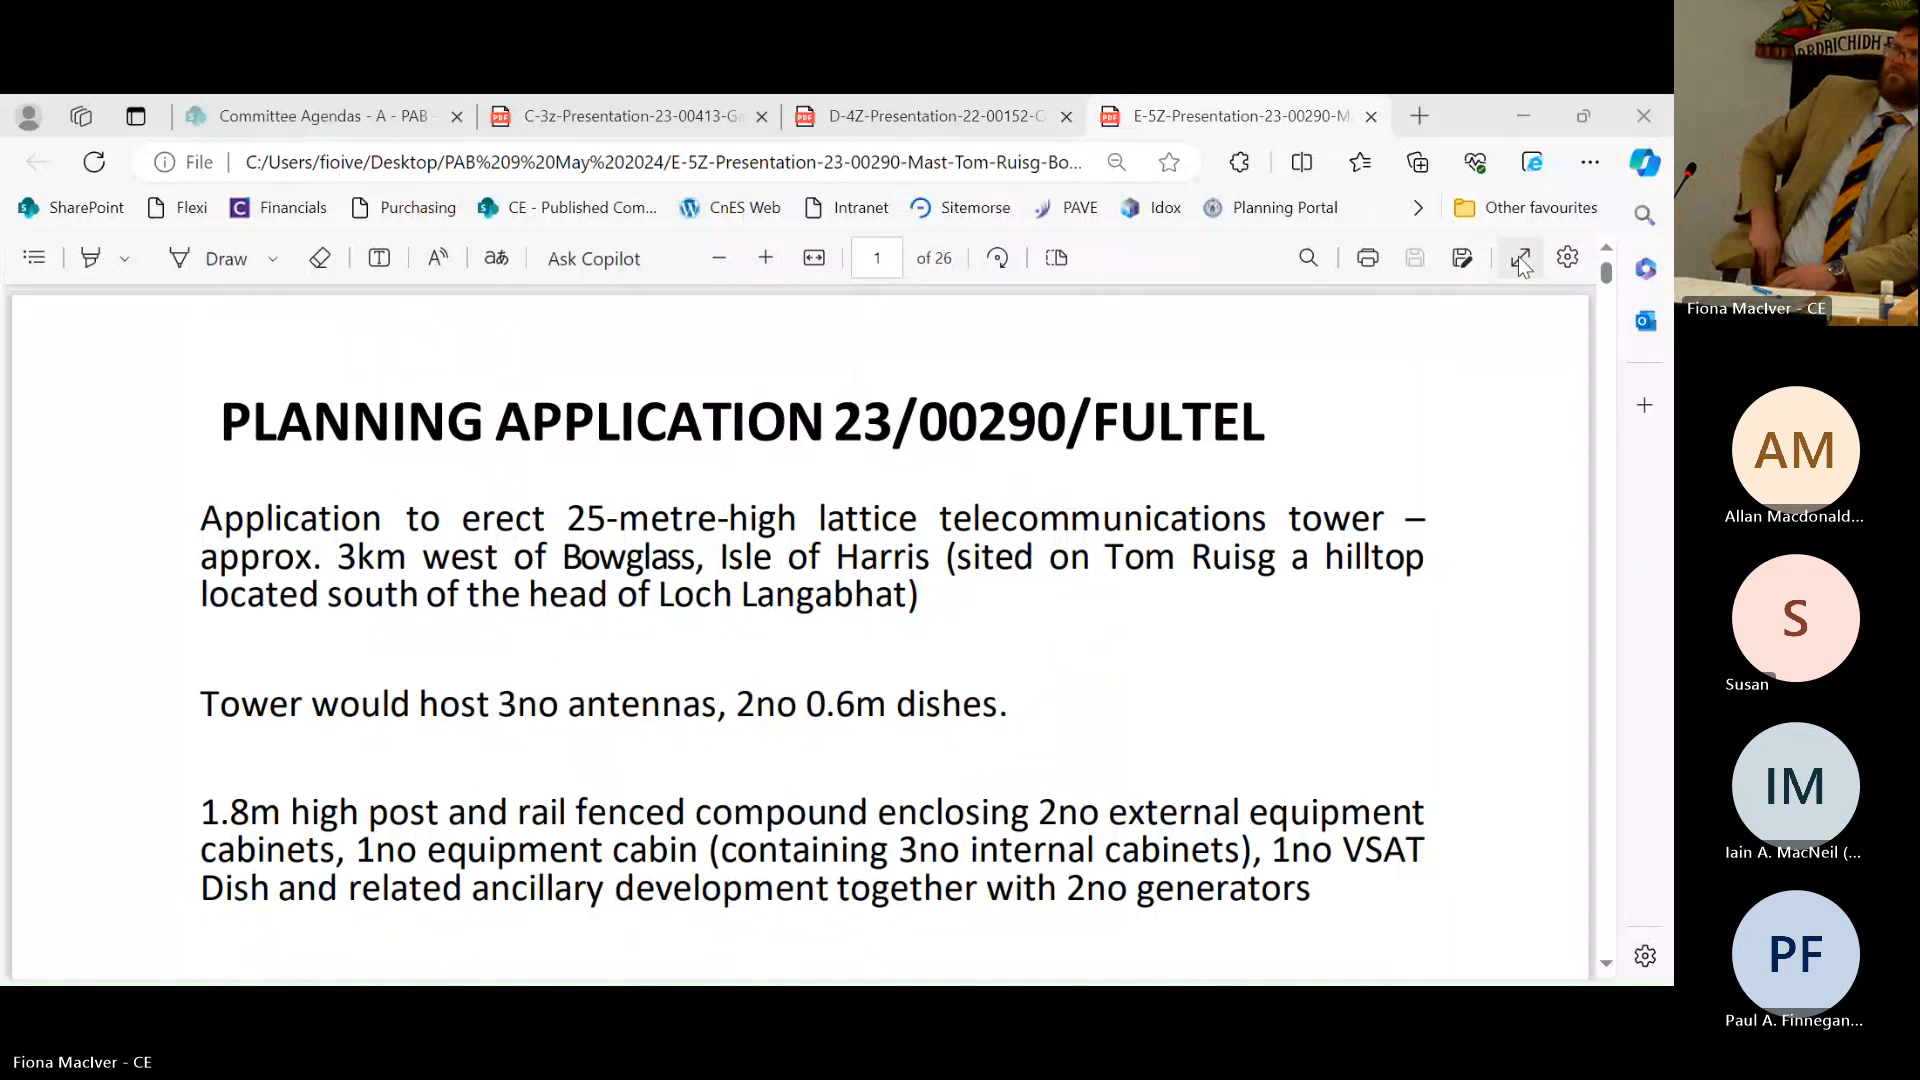 Committee Agendas - A - PAB -
C-3z-Presentation-23-00413-Ga
D-4Z-Presentation-22-00152-C
E-5Z-Presentation-23-00290-M
File
C:/Users/fioive/Desktop/PAB%209%20May%202024/E-5Z-Presentation-23-00290-Mast-Tom-Ruisg-Bo...
SharePoint
Flexi
Financials
Purchasing
CE - Published Com...
CnES Web
Intranet
Sitemorse
PAVE
Idox
Planning Portal
Other favourites
Draw
Ask Copilot
1
of 26
PLANNING APPLICATION 23/00290/FULTEL
Application to erect 25-metre-high lattice telecommunications tower –
approx. 3km west of Bowglass, Isle of Harris (sited on Tom Ruisg a hilltop
located south of the head of Loch Langabhat)
Tower would host 3no antennas, 2no 0.6m dishes.
1.8m high post and rail fenced compound enclosing 2no external equipment
cabinets, 1no equipment cabin (containing 3no internal cabinets), 1no VSAT
Dish and related ancillary development together with 2no generators
Fiona MacIver - CE
AM
Allan Macdonald...
S
Susan
IM
Iain A. MacNeil (...
PF
Paul A. Finnegan...
Fiona MacIver - CE